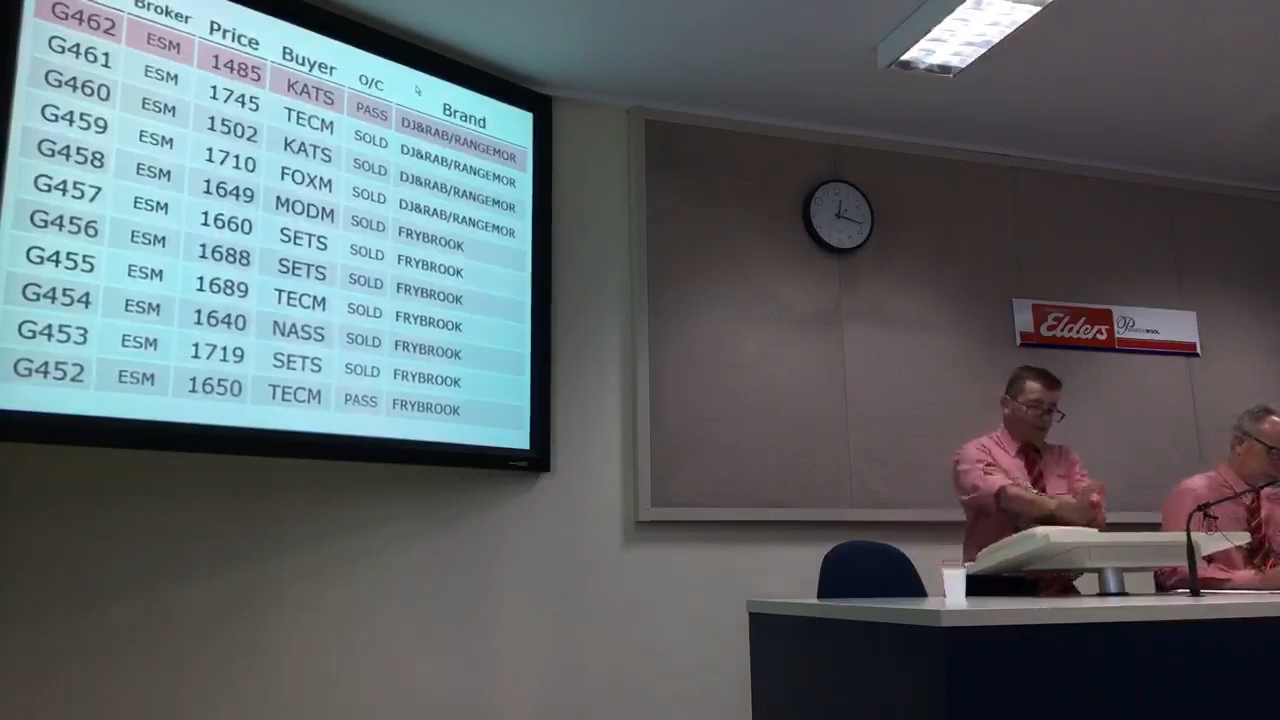 Broker Price Buyer O/C Brand
G462 ESM 1485 KATS PASS DJ&RAB/RANGEMOR
G461 ESM 1745 TECM SOLD DJ&RAB/RANGEMOR
G460 ESM 1502 KATS SOLD DJ&RAB/RANGEMOR
G459 ESM 1710 FOXM SOLD DJ&RAB/RANGEMOR
G458 ESM 1649 MODM SOLD FRYBROOK
G457 ESM 1660 SETS SOLD FRYBROOK
G456 ESM 1688 SETS SOLD FRYBROOK
G455 ESM 1689 TECM SOLD FRYBROOK
G454 ESM 1640 NASS SOLD FRYBROOK
G453 ESM 1719 SETS SOLD FRYBROOK
G452 ESM 1650 TECM PASS FRYBROOK
Elders